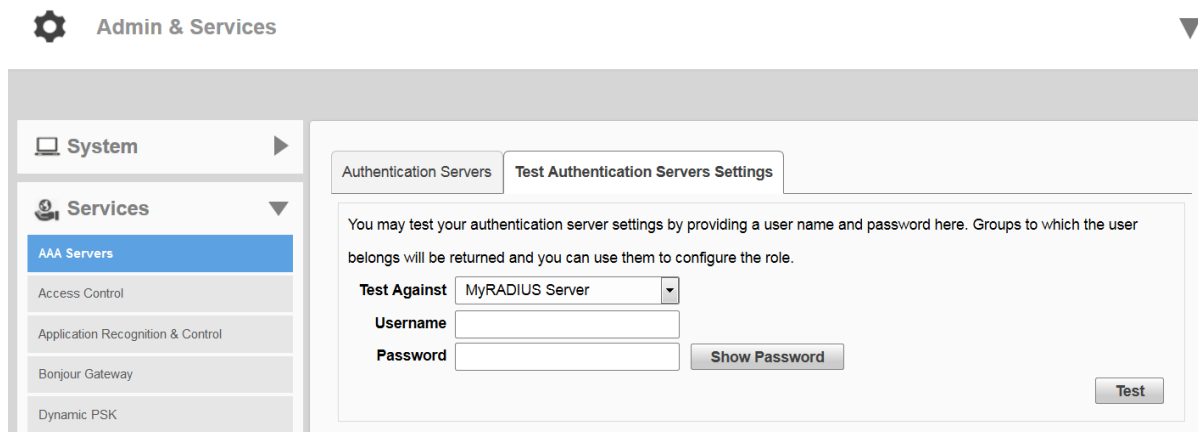 Admin & Services
System
Services
AAA Servers
Access Control
Application Recognition & Control
Bonjour Gateway
Dynamic PSK
Authentication Servers
Test Authentication Servers Settings
You may test your authentication server settings by providing a user name and password here. Groups to which the user
belongs will be returned and you can use them to configure the role.
Test Against MyRADIUS Server
Username
Password Show Password
Test